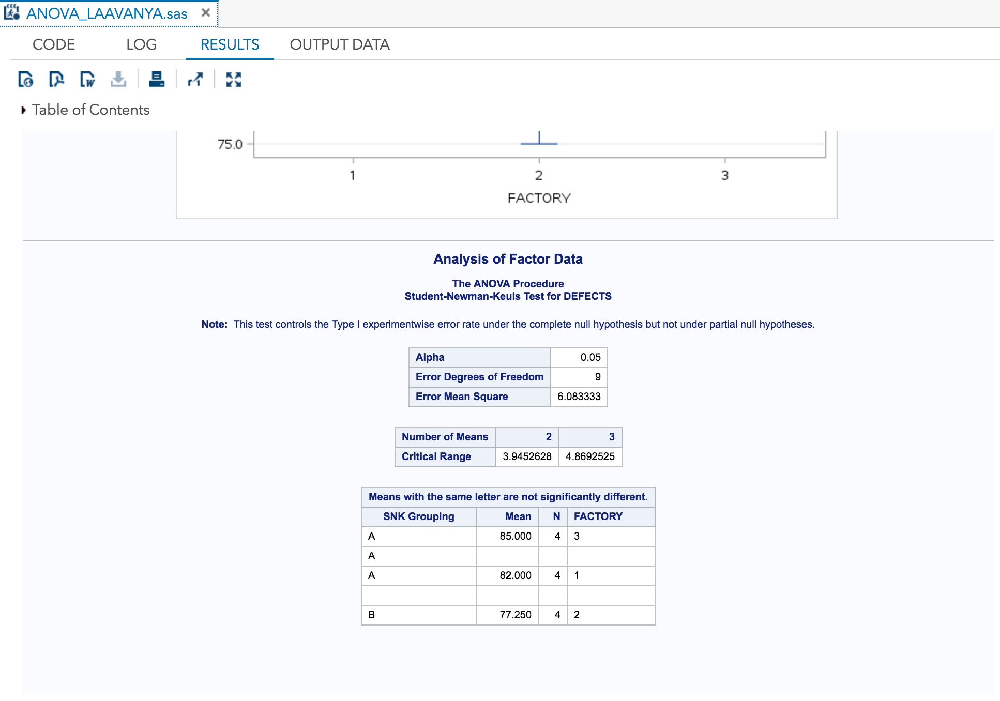 ANOVA_LAAVANYA.sas
CODE LOG RESULTS OUTPUT DATA
Table of Contents
75.0
1 2 3
FACTORY
Analysis of Factor Data
The ANOVA Procedure
Student-Newman-Keuls Test for DEFECTS
Note: This test controls the Type I experimentwise error rate under the complete null hypothesis but not under partial null hypotheses.
Alpha 0.05
Error Degrees of Freedom 9
Error Mean Square 6.083333
Number of Means 2 3
Critical Range 3.9452628 4.8692525
Means with the same letter are not significantly different.
SNK Grouping Mean N FACTORY
A 85.000 4 3
A
A 82.000 4 1
B 77.250 4 2